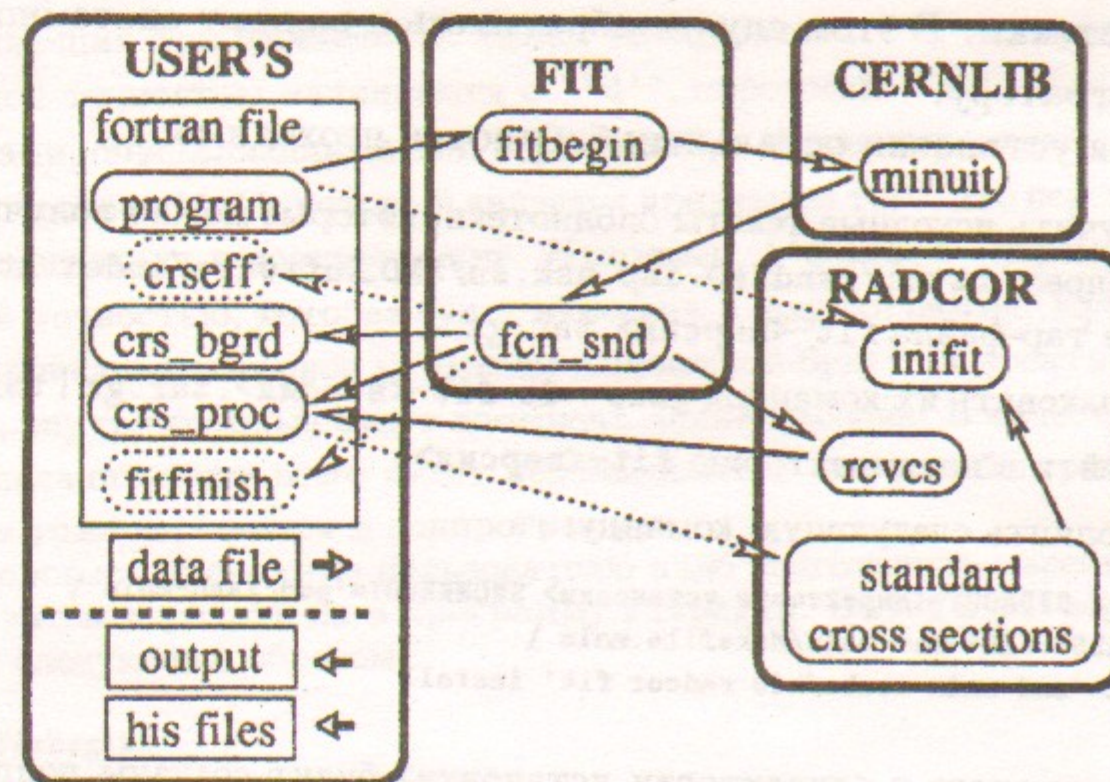 USER'S
fortran file
program
crseff
crs_bgrd
crs_proc
fitfinish
data file
output
his files
FIT
fitbegin
fcn_snd
CERNLIB
minuit
RADCOR
inifit
rcvcs
standard
cross sections